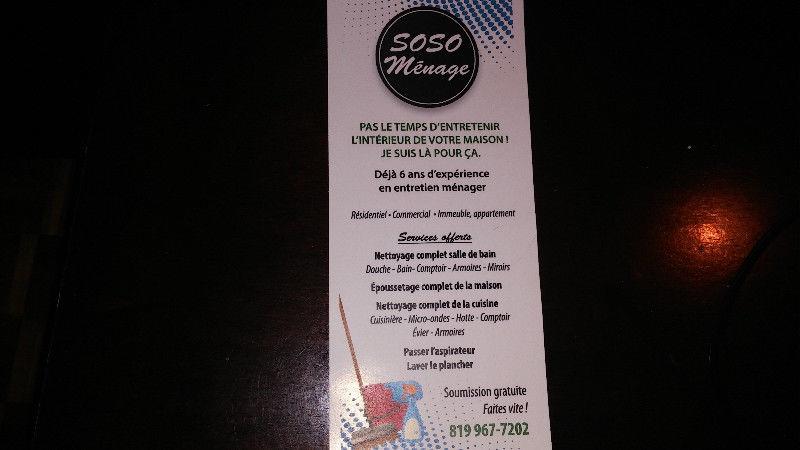 SOSO
Ménage
PAS LE TEMPS D'ENTRETENIR
L'INTÉRIEUR DE VOTRE MAISON !
JE SUIS LÀ POUR ÇA.
Déjà 6 ans d'expérience
en entretien ménager
Résidentiel • Commercial • Immeuble, appartement
Services offerts
Nettoyage complet salle de bain
Douche - Bain- Comptoir - Armoires - Miroirs
Époussetage complet de la maison
Nettoyage complet de la cuisine
Cuisinière - Micro-ondes - Hotte - Comptoir
Évier - Armoires
Passer l'aspirateur
Laver le plancher
Soumission gratuite
Faites vite !
819 967-7202